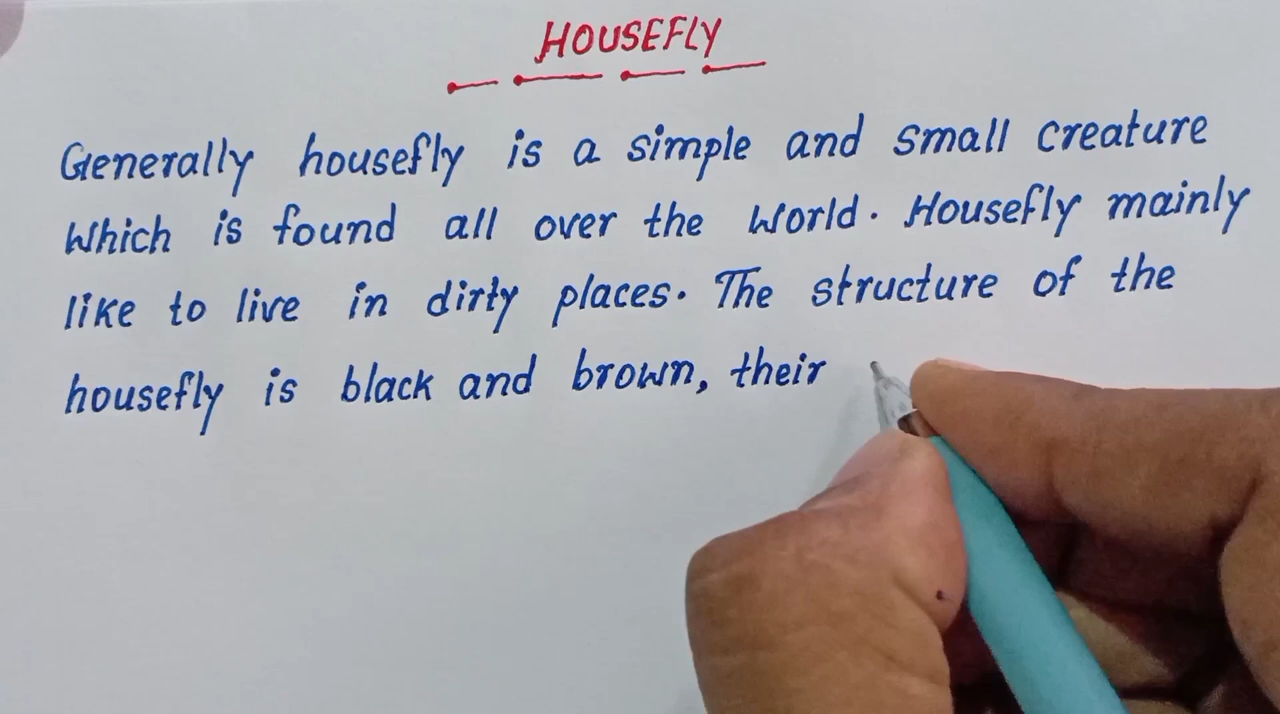 HOUSEFLY
Generally housefly is a simple and small creature
which is found all over the world. Housefly mainly
like to live in dirty places. The structure of the
housefly is black and brown, their